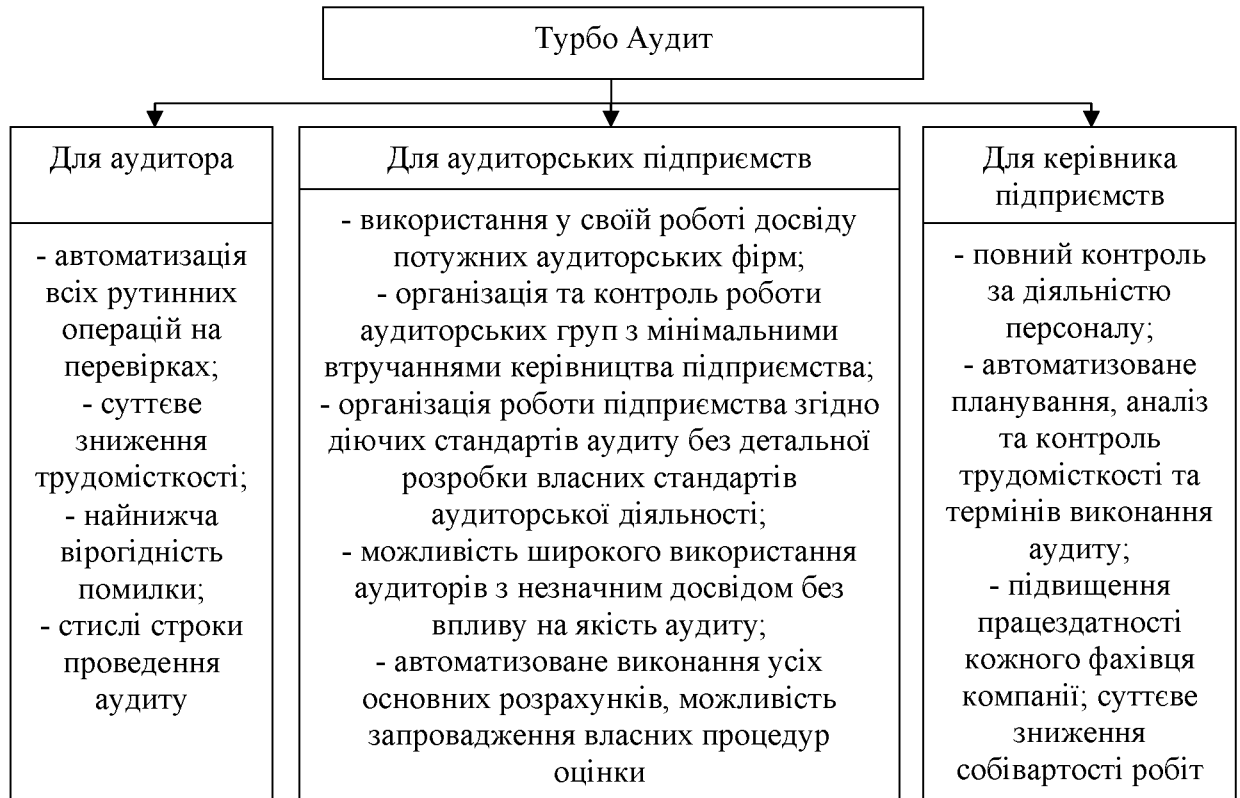 Турбо Аудит
Для аудитора
- автоматизація
всіх рутинних
операцій на
перевірках;
- суттєве
зниження
трудомісткості;
- найнижча
вірогідність
помилки;
- стислі строки
проведення
аудиту
Для аудиторських підприємств
- використання у своїй роботі досвіду
потужних аудиторських фірм;
- організація та контроль роботи
аудиторських груп з мінімальними
втручаннями керівництва підприємства;
- організація роботи підприємства згідно
діючих стандартів аудиту без детальної
розробки власних стандартів
аудиторської діяльності;
- можливість широкого використання
аудиторів з незначним досвідом без
впливу на якість аудиту;
- автоматизоване виконання усіх
основних розрахунків, можливість
запровадження власних процедур
оцінки
Для керівника
підприємств
- повний контроль
за діяльністю
персоналу;
- автоматизоване
планування, аналіз
та контроль
трудомісткості та
термінів виконання
аудиту;
- підвищення
працездатності
кожного фахівця
компанії; суттєве
зниження
собівартості робіт